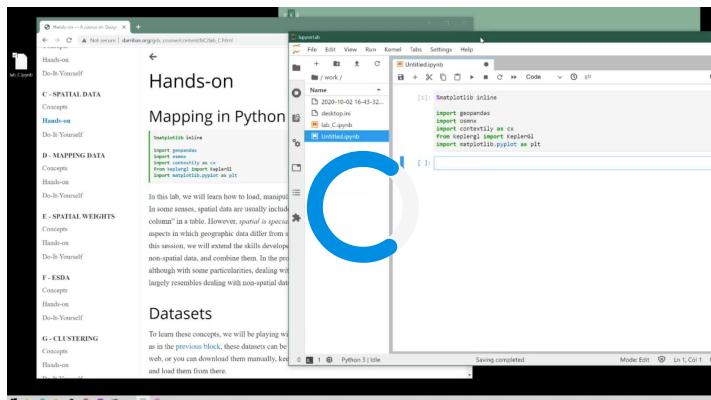 Hands-on — A course on Geogr
Not secure | darribas.org/gds_course/content/bC/lab_C.html
lab_C.ipynb
Hands-on
Do-It-Yourself
C - SPATIAL DATA
Concepts
Hands-on
Do-It-Yourself
D - MAPPING DATA
Concepts
Hands-on
Do-It-Yourself
E - SPATIAL WEIGHTS
Concepts
Hands-on
Do-It-Yourself
F - ESDA
Concepts
Hands-on
Do-It-Yourself
G - CLUSTERING
Concepts
Hands-on
Hands-on
Mapping in Python
%matplotlib inline
import geopandas
import osmnx
import contextily as cx
from keplergl import KeplerGl
import matplotlib.pyplot as plt
In this lab, we will learn how to load, manipu
In some senses, spatial data are usually includ
column" in a table. However, spatial is special
aspects in which geographic data differ from
this session, we will extend the skills develope
non-spatial data, and combine them. In the pro
although with some particularities, dealing wit
largely resembles dealing with non-spatial dat
Datasets
To learn these concepts, we will be playing wi
as in the previous block, these datasets can be
web, or you can download them manually, kee
and load them from there.
JupyterLab
File Edit View Run Kernel Tabs Settings Help
/ work /
Name
2020-10-02 16-43-32...
desktop.ini
lab_C.ipynb
Untitled.ipynb
Untitled.ipynb
Code
git
[1]: %matplotlib inline
import geopandas
import osmnx
import contextily as cx
from keplergl import KeplerGl
import matplotlib.pyplot as plt
[ ]:
0 1 Python 3 | Idle Saving completed Mode: Edit Ln 1, Col 1